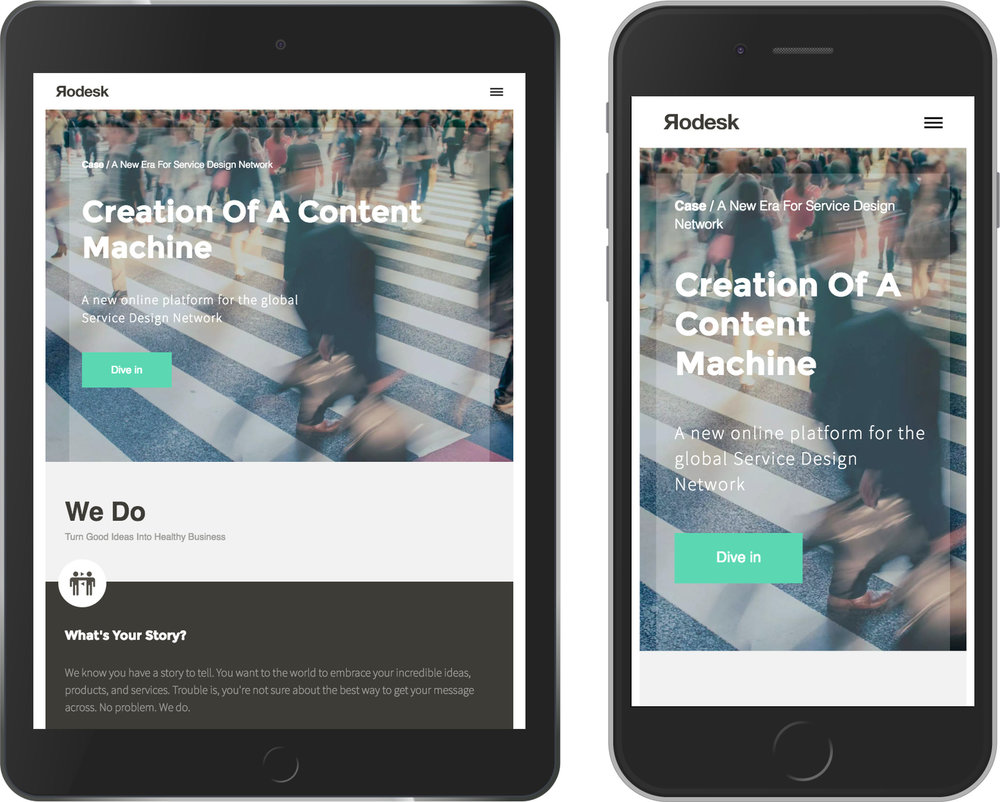 Яodesk
Case / A New Era For Service Design Network
Creation Of A Content
Machine
A new online platform for the global
Service Design Network
Dive in
We Do
Turn Good Ideas Into Healthy Business
What's Your Story?
We know you have a story to tell. You want to the world to embrace your incredible ideas,
products, and services. Trouble is, you're not sure about the best way to get your message
across. No problem. We do.
Яodesk
Case / A New Era For Service Design
Network
Creation Of A
Content
Machine
A new online platform for the
global Service Design
Network
Dive in